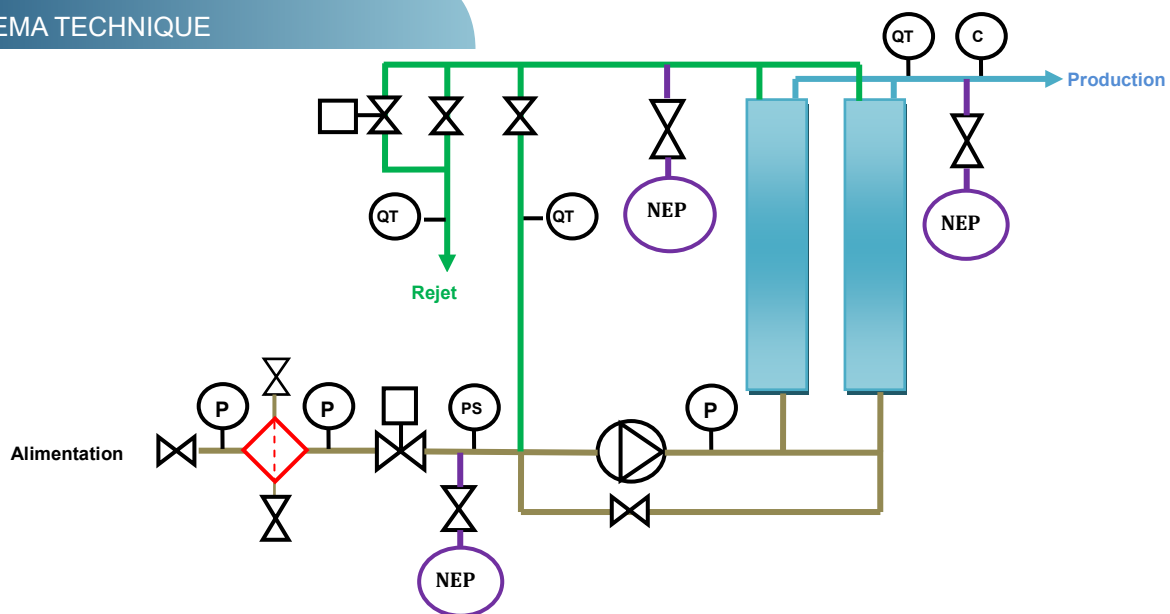 EMA TECHNIQUE
QT
C
Production
QT
QT
NEP
NEP
Rejet
P
P
PS
P
Alimentation
NEP